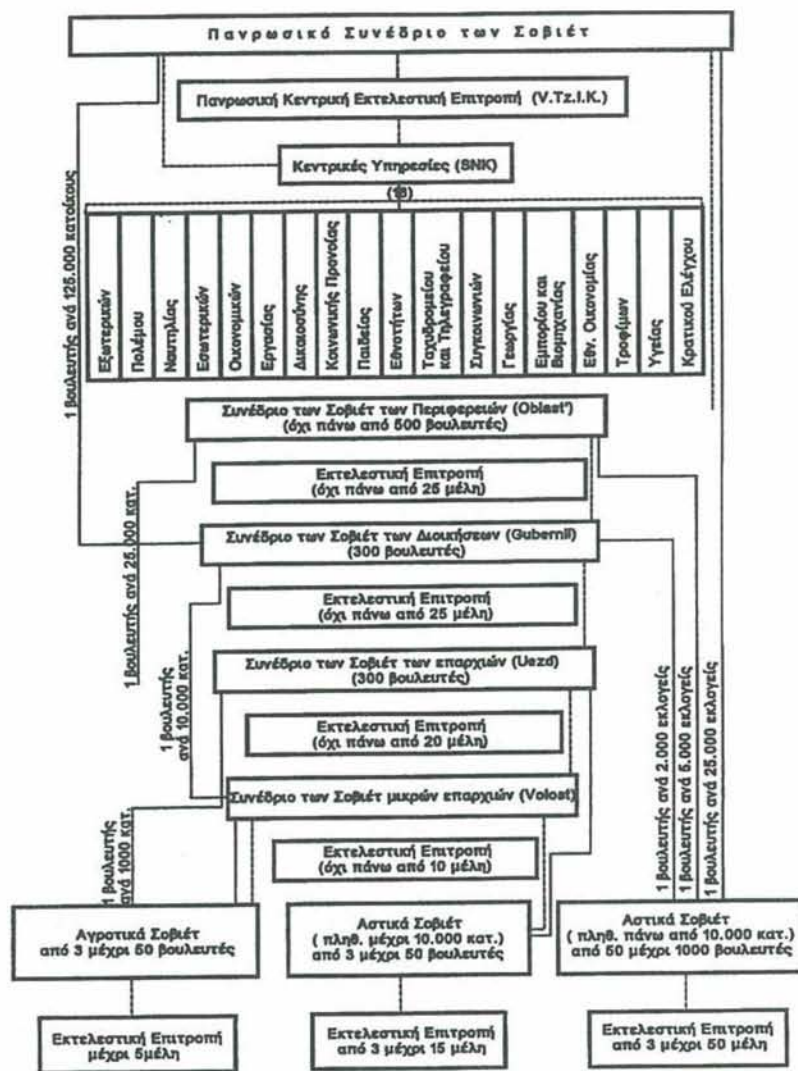 Πανρωσικό Συνέδριο των Σοβιέτ
Πανρωσική Κεντρική Εκτελεστική Επιτροπή (V.Tz.I.K.)
Κεντρικές Υπηρεσίες (SNK)
(18)
1 βουλευτής ανά 125.000 κατοίκους
Εξωτερικών
Πολέμου
Ναυτηλίας
Εσωτερικών
Οικονομικών
Εργασίας
Δικαιοσύνης
Κοινωνικής Προνοίας
Παιδείας
Εθνοτήτων
Ταχυδρομείου
και Τηλεγραφείου
Συγκοινωνιών
Γεωργίας
Εμπορίου και
Βιομηχανίας
Εθν. Οικονομίας
Τροφίμων
Υγείας
Κρατικού Ελέγχου
Συνέδριο των Σοβιέτ των Περιφερειών (Oblast')
(όχι πάνω από 500 βουλευτές)
Εκτελεστική Επιτροπή
(όχι πάνω από 25 μέλη)
1 βουλευτής ανά 25.000 κατ.
Συνέδριο των Σοβιέτ των Διοικήσεων (Gubernii)
(300 βουλευτές)
Εκτελεστική Επιτροπή
(όχι πάνω από 25 μέλη)
1 βουλευτής
ανά 10.000 κατ.
Συνέδριο των Σοβιέτ των επαρχιών (Uezd)
(300 βουλευτές)
Εκτελεστική Επιτροπή
(όχι πάνω από 20 μέλη)
1 βουλευτής ανά 2.000 εκλογείς
1 βουλευτής ανά 5.000 εκλογείς
1 βουλευτής ανά 25.000 εκλογείς
Συνέδριο των Σοβιέτ μικρών επαρχιών (Volost)
Εκτελεστική Επιτροπή
(όχι πάνω από 10 μέλη)
1 βουλευτής
ανά 1000 κατ.
Αγροτικά Σοβιέτ
από 3 μέχρι 50 βουλευτές
Αστικά Σοβιέτ
( πληθ. μέχρι 10.000 κατ.)
από 3 μέχρι 50 βουλευτές
Αστικά Σοβιέτ
( πληθ. πάνω από 10.000 κατ.)
από 50 μέχρι 1000 βουλευτές
Εκτελεστική Επιτροπή
μέχρι 5μέλη
Εκτελεστική Επιτροπή
από 3 μέχρι 15 μέλη
Εκτελεστική Επιτροπή
από 3 μέχρι 50 μέλη